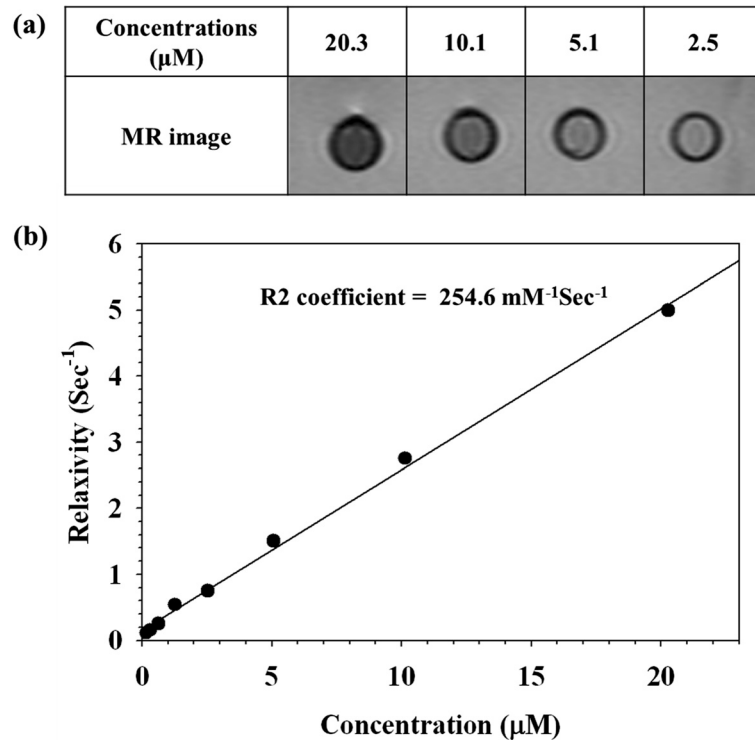 (a)
Concentrations
(μM)
20.3
10.1
5.1
2.5
MR image
(b)
6
5
4
3
2
1
0
Relaxivity (Sec⁻¹)
R2 coefficient = 254.6 mM⁻¹Sec⁻¹
0
5
10
15
20
Concentration (μM)